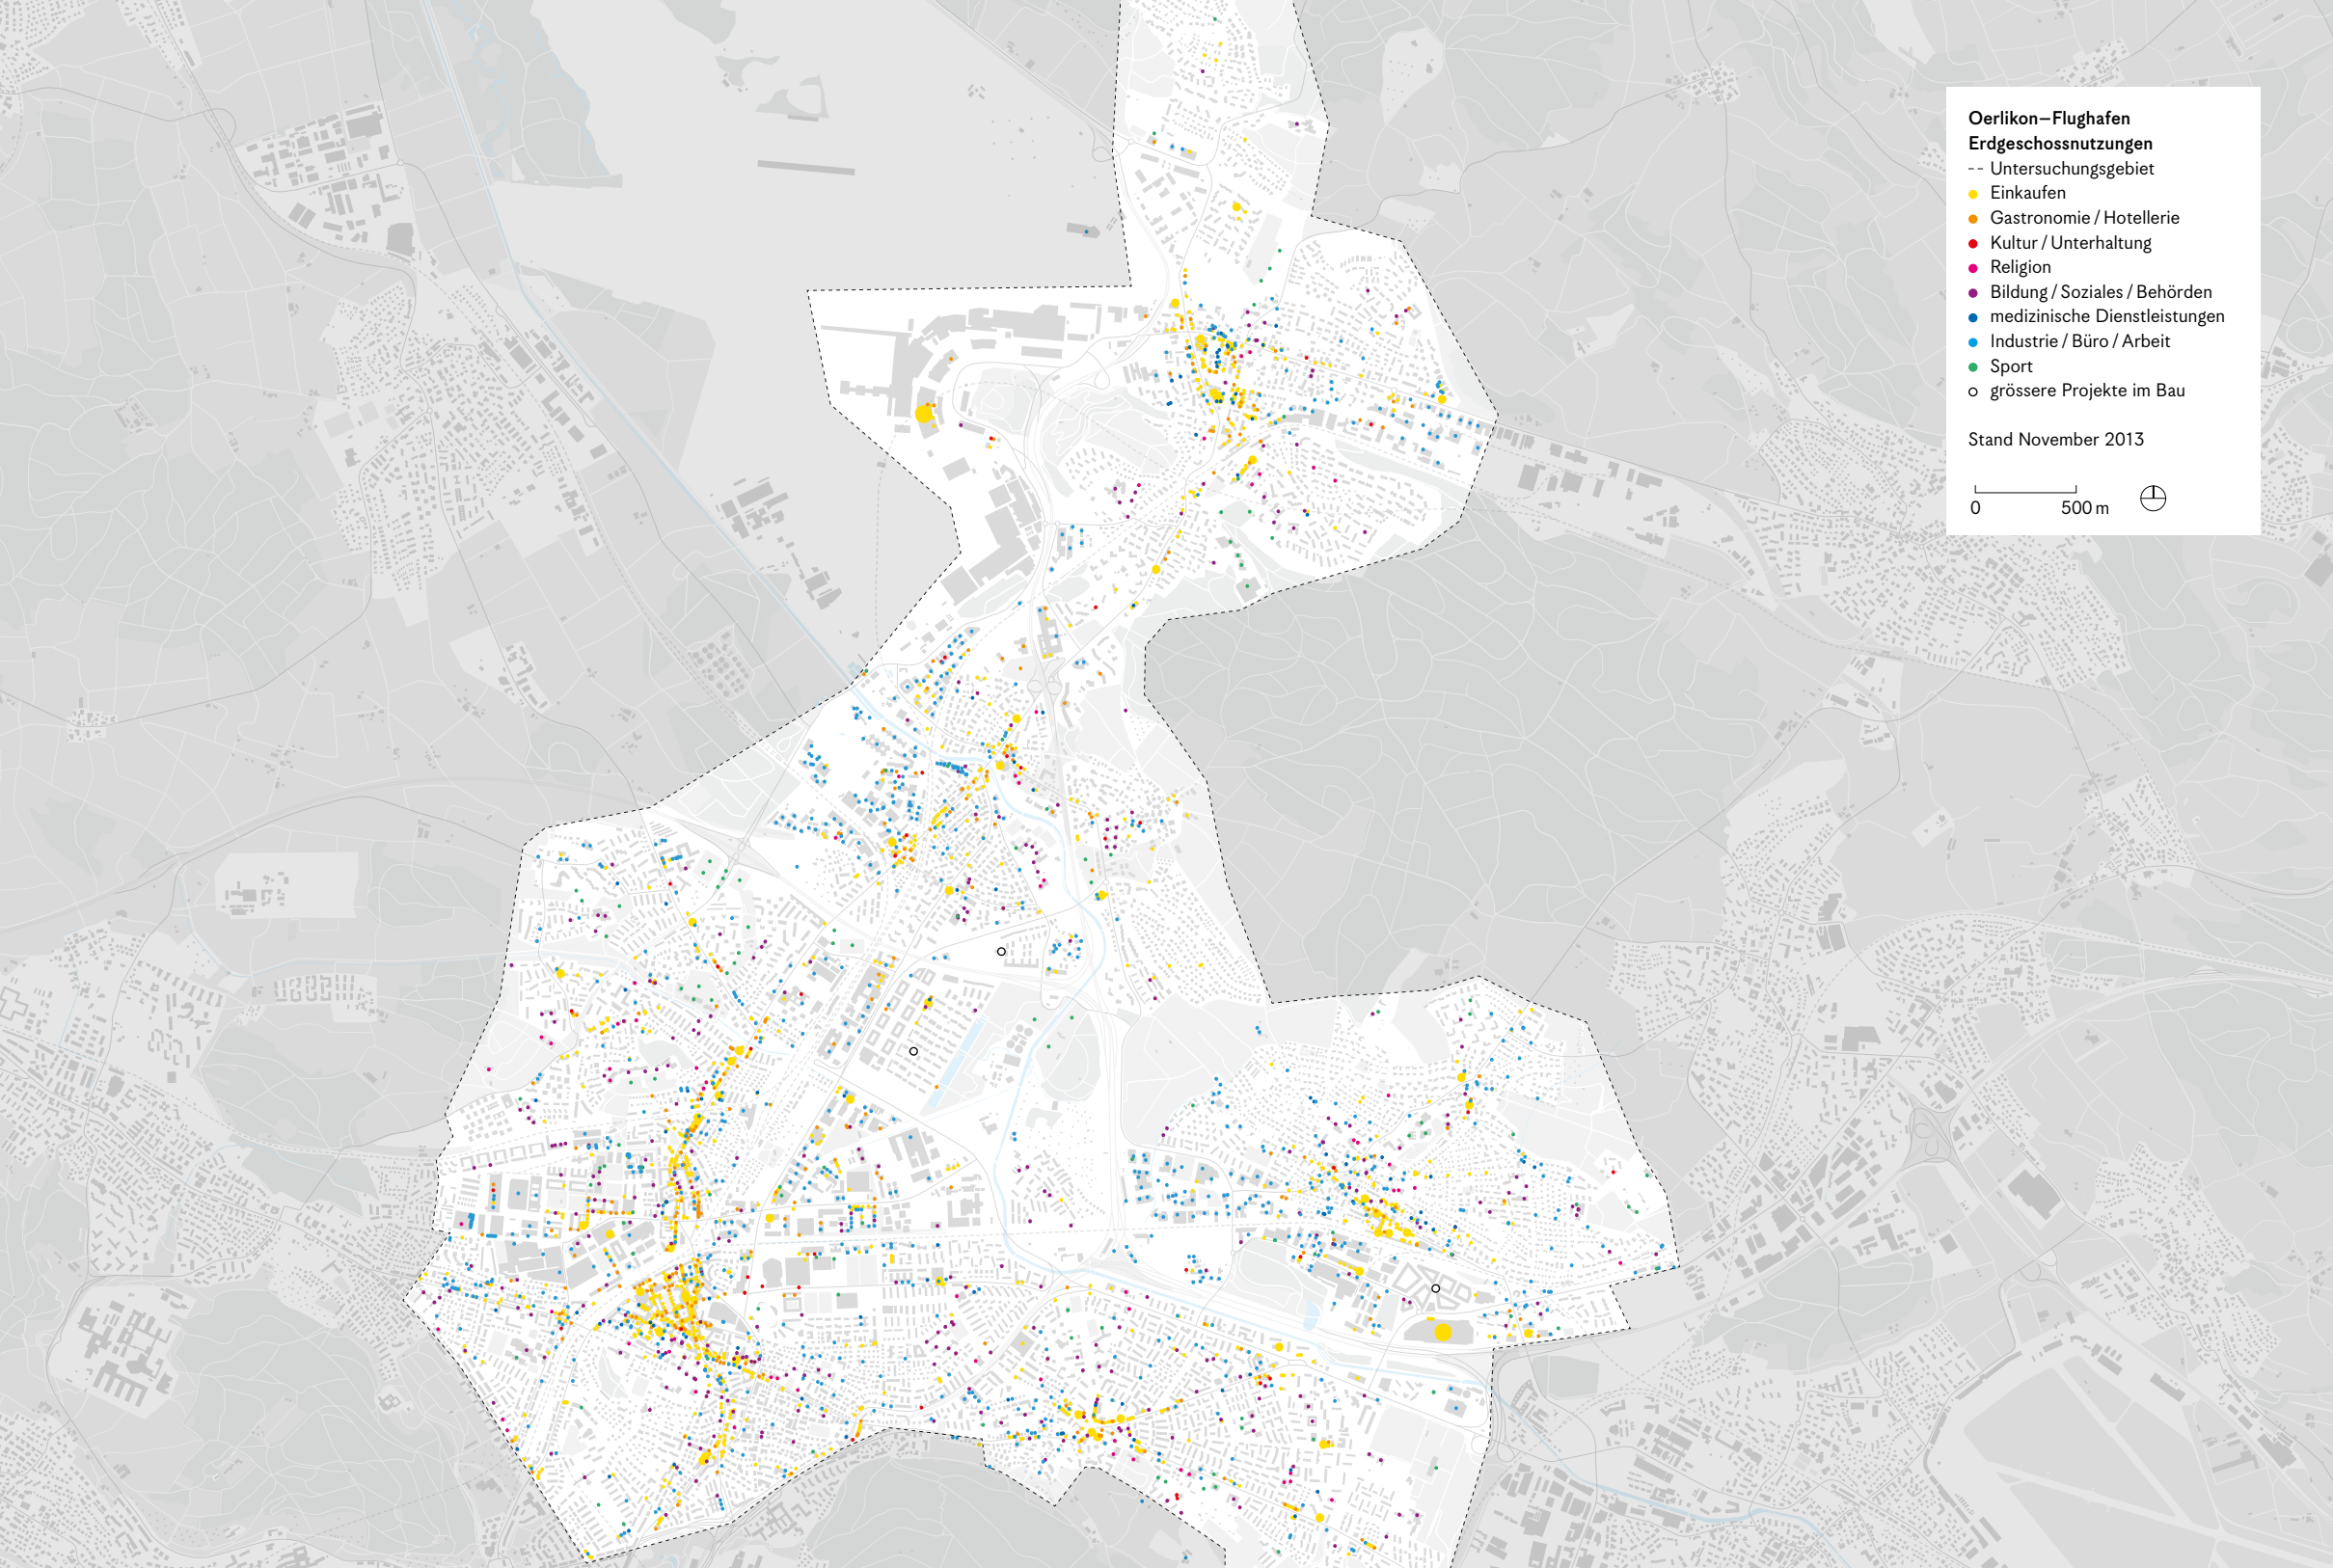 Oerlikon–Flughafen
Erdgeschossnutzungen
Untersuchungsgebiet
Einkaufen
Gastronomie / Hotellerie
Kultur / Unterhaltung
Religion
Bildung / Soziales / Behörden
medizinische Dienstleistungen
Industrie / Büro / Arbeit
Sport
grössere Projekte im Bau
Stand November 2013
0 500 m